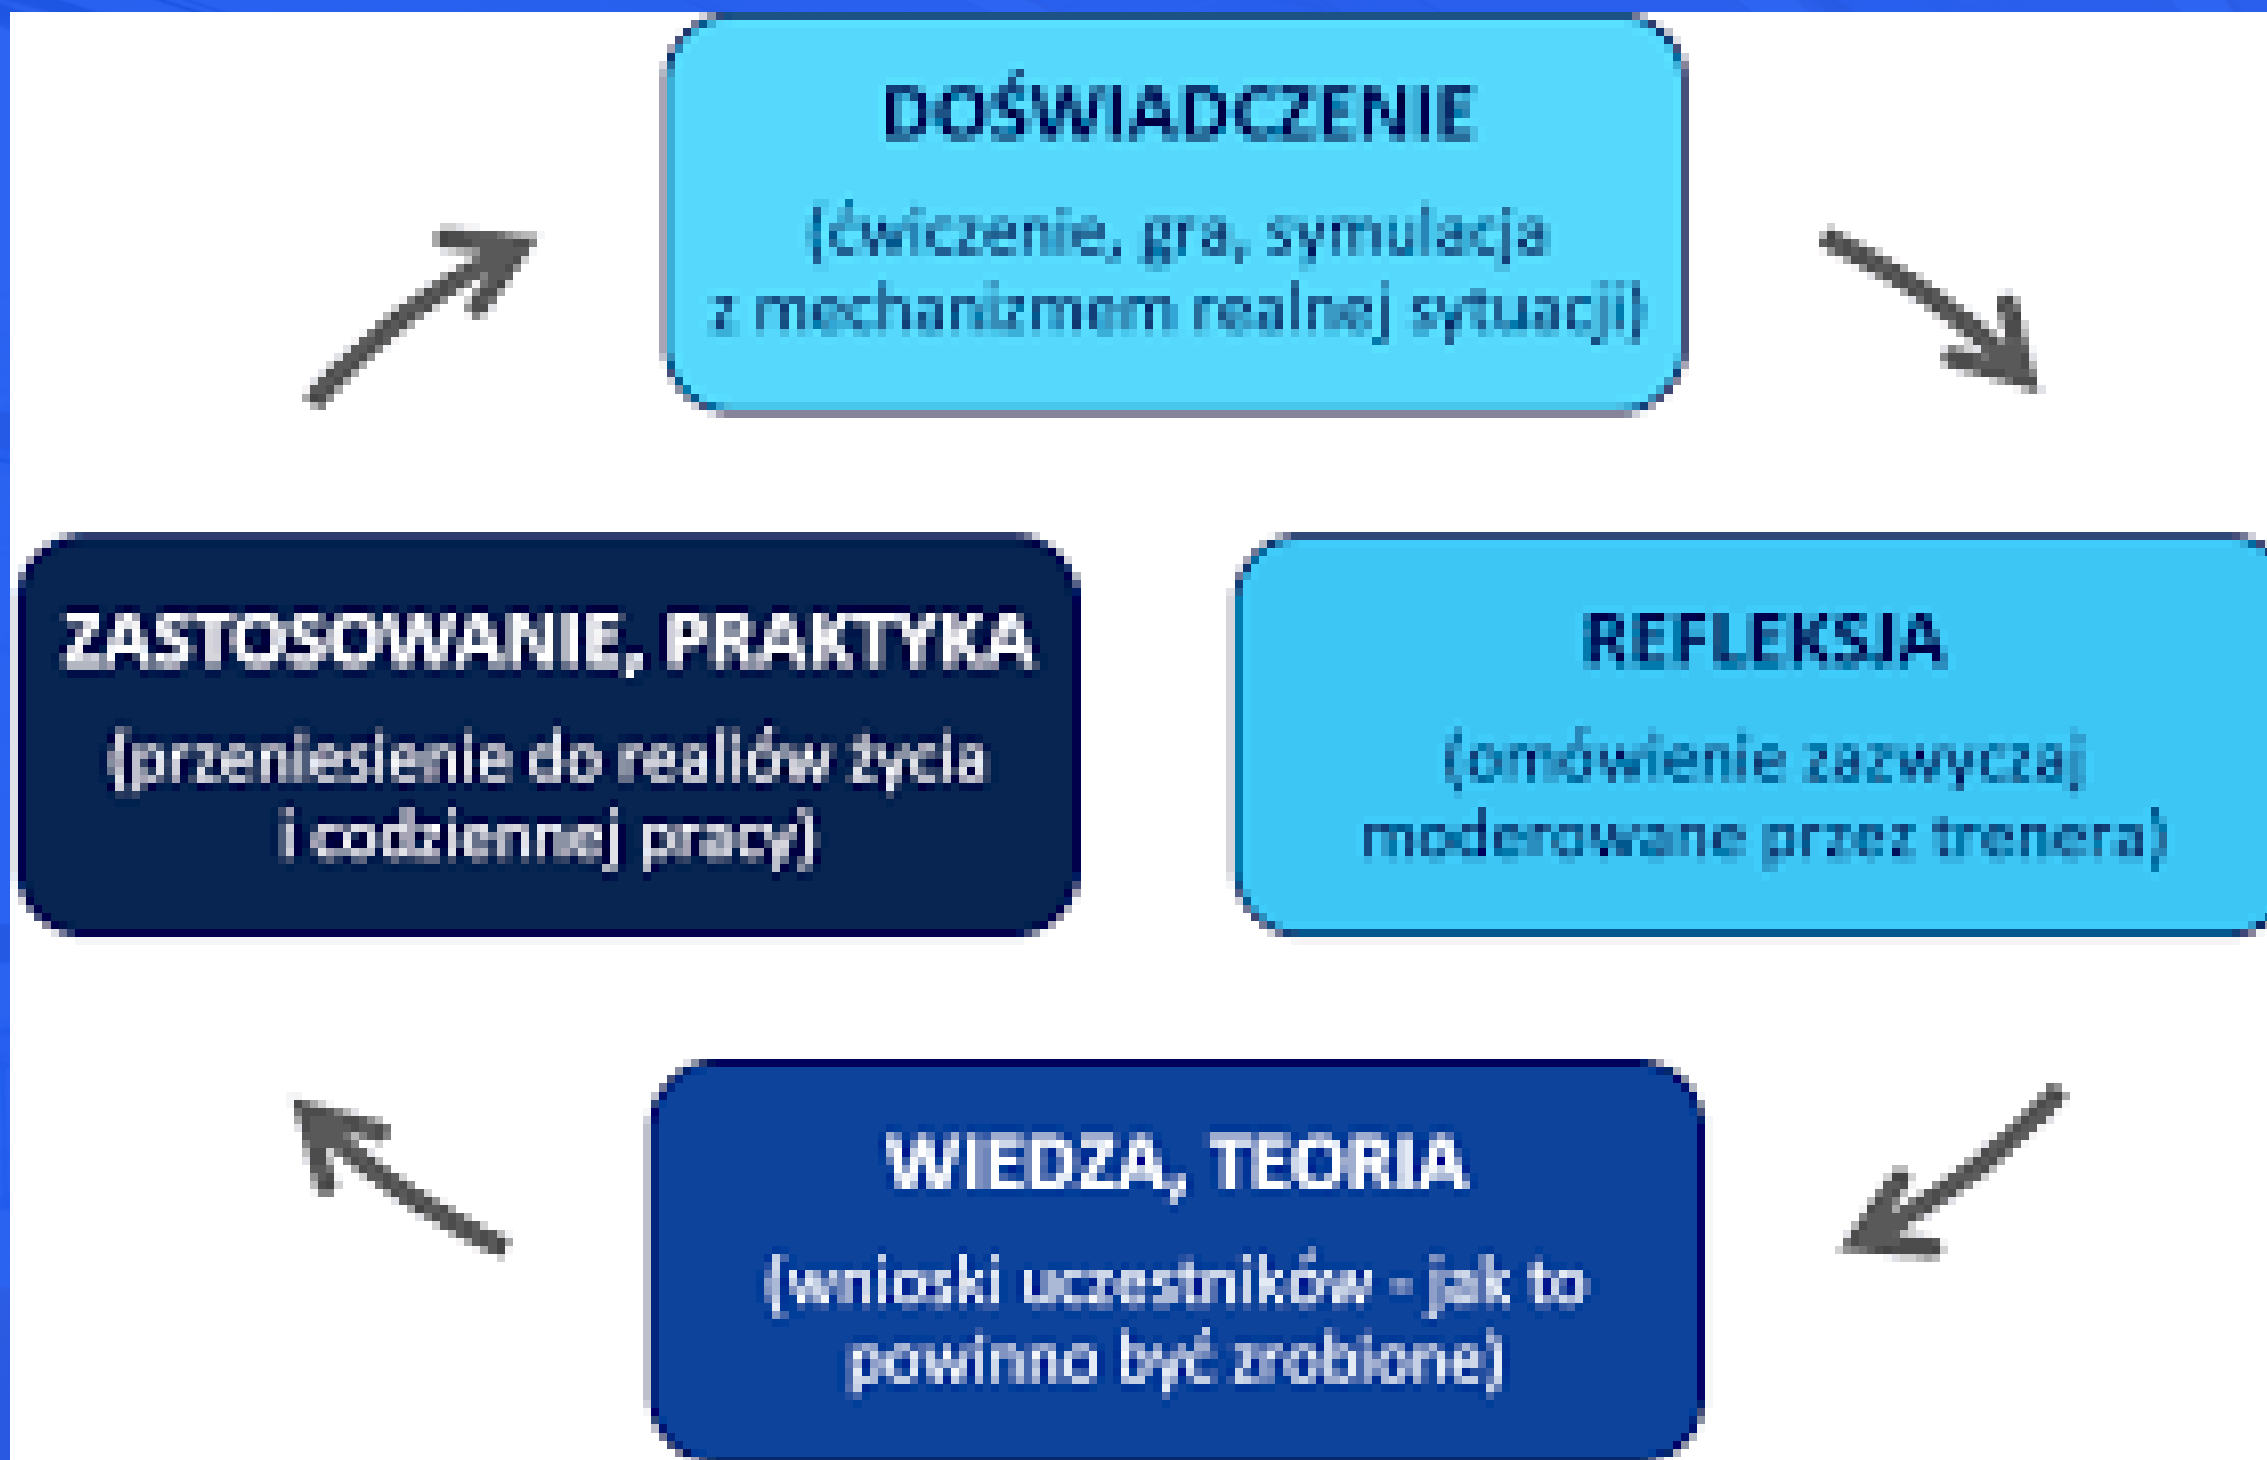 DOŚWIADCZENIE
(ćwiczenie, gra, symulacja
z mechanizmem realnej sytuacji)
ZASTOSOWANIE, PRAKTYKA
(przeniesienie do realiów życia
i codziennej pracy)
REFLEKSJA
(omówienie zazwyczaj
moderowane przez trenera)
WIEDZA, TEORIA
(wnioski uczestników - jak to
powinno być zrobione)